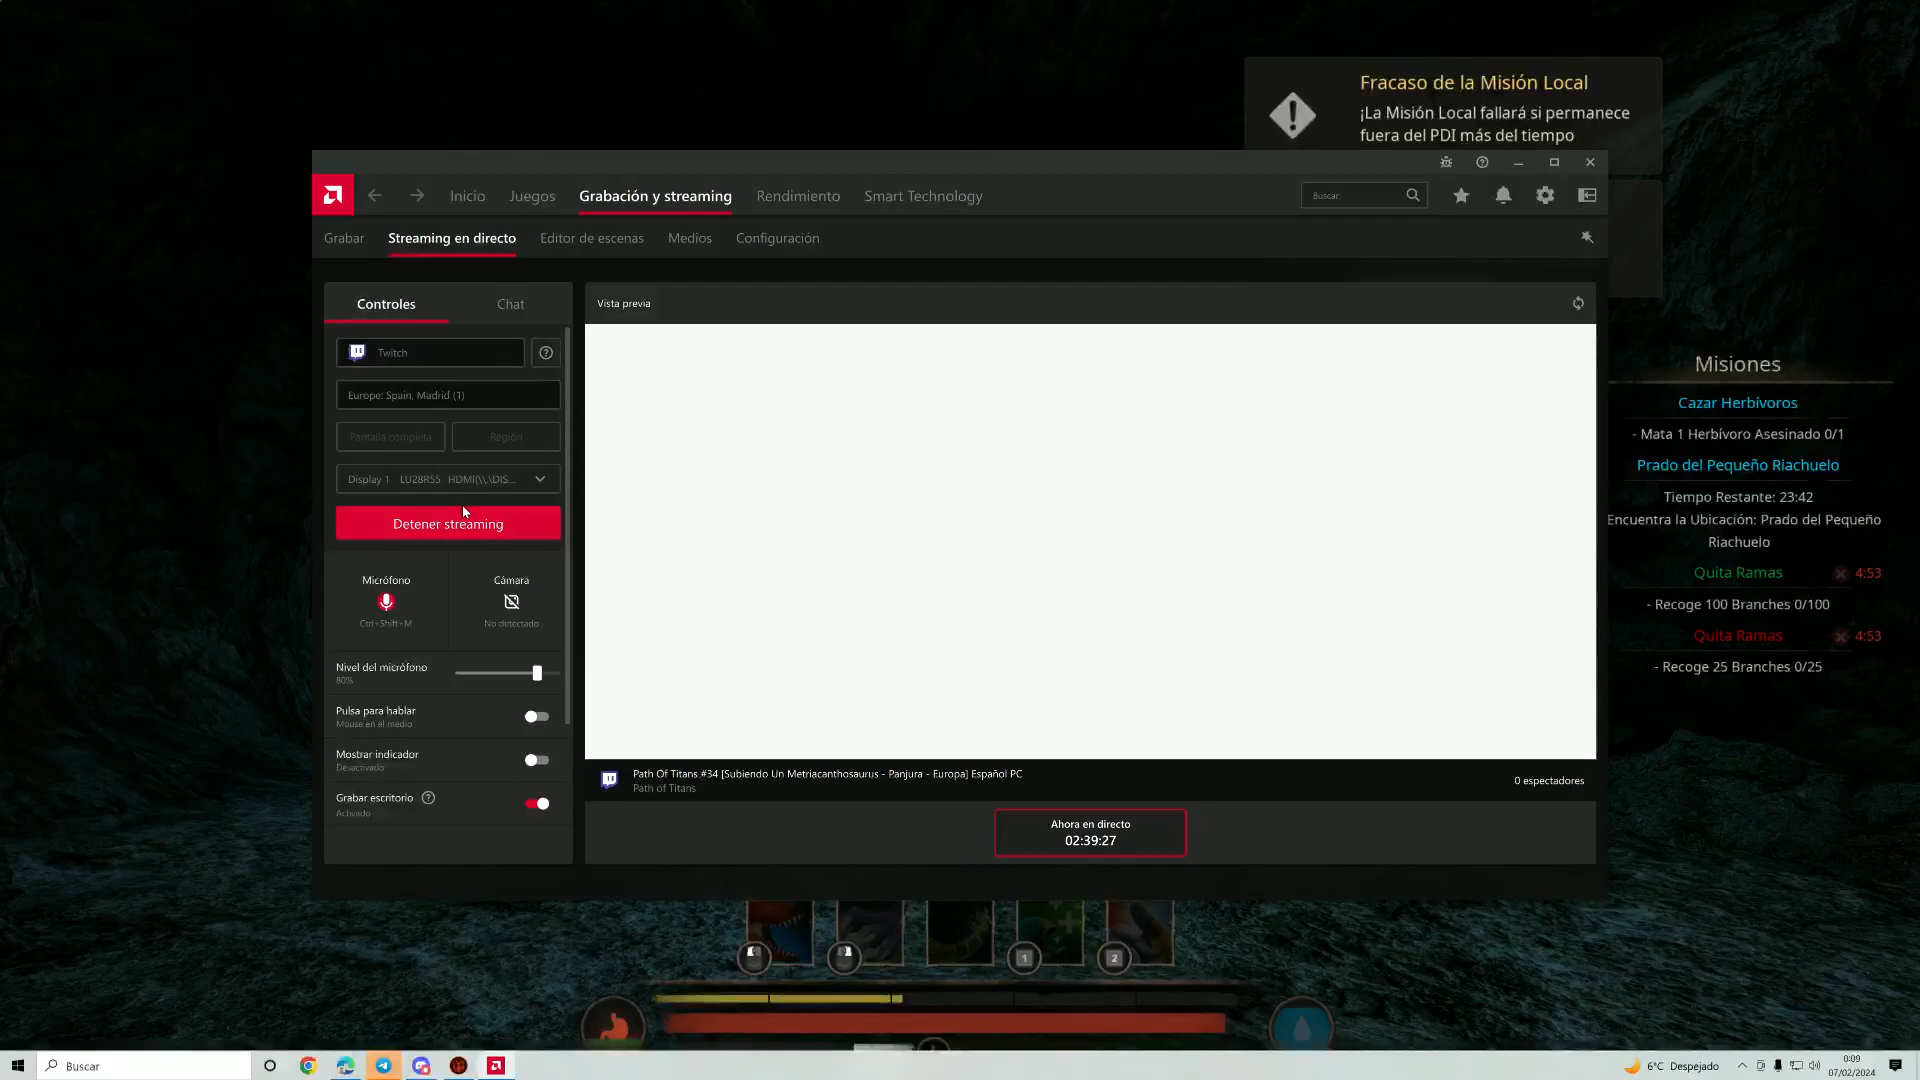 Fracaso de la Misión Local
¡La Misión Local fallará si permanece
fuera del PDI más del tiempo
Inicio
Juegos
Grabación y streaming
Rendimiento
Smart Technology
Buscar
Grabar
Streaming en directo
Editor de escenas
Medios
Configuración
Controles
Chat
Vista previa
Twitch
Europe: Spain, Madrid (1)
Pantalla completa
Región
Display 1 LU28R55 HDMI(\\.\DIS...
Detener streaming
Micrófono
Ctrl+Shift+M
Cámara
No detectado
Nivel del micrófono
80%
Pulsa para hablar
Mouse en el medio
Mostrar indicador
Desactivado
Grabar escritorio
Activado
Path Of Titans #34 [Subiendo Un Metriacanthosaurus - Panjura - Europa] Español PC
Path of Titans
0 espectadores
Ahora en directo
02:39:27
Misiones
Cazar Herbívoros
- Mata 1 Herbívoro Asesinado 0/1
Prado del Pequeño Riachuelo
Tiempo Restante: 23:42
Encuentra la Ubicación: Prado del Pequeño
Riachuelo
Quita Ramas 4:53
- Recoge 100 Branches 0/100
Quita Ramas 4:53
- Recoge 25 Branches 0/25
1
2
Buscar
6°C Despejado
0:09
07/02/2024